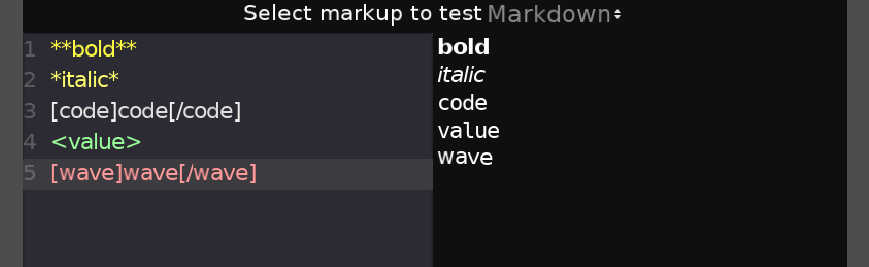 Select markup to test Markdown
1 **bold**
2 *italic*
3 [code]code[/code]
4 <value>
5 [wave]wave[/wave]
bold
italic
code
value
wave